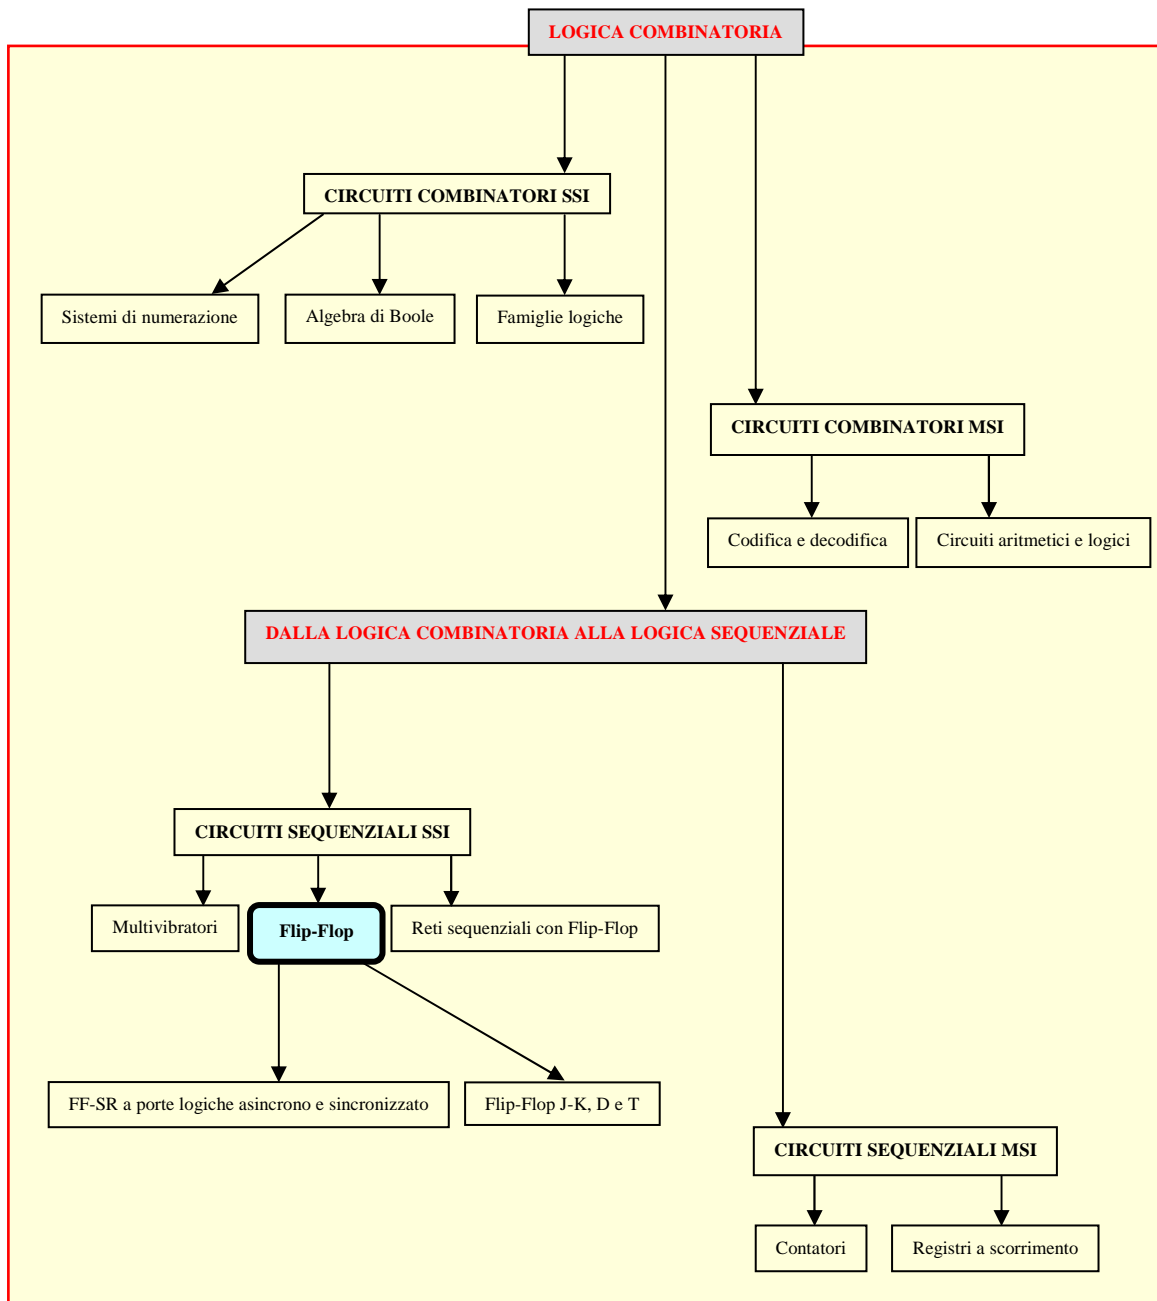 LOGICA COMBINATORIA
CIRCUITI COMBINATORI SSI
Sistemi di numerazione
Algebra di Boole
Famiglie logiche
CIRCUITI COMBINATORI MSI
Codifica e decodifica
Circuiti aritmetici e logici
DALLA LOGICA COMBINATORIA ALLA LOGICA SEQUENZIALE
CIRCUITI SEQUENZIALI SSI
Multivibratori
Flip-Flop
Reti sequenziali con Flip-Flop
FF-SR a porte logiche asincrono e sincronizzato
Flip-Flop J-K, D e T
CIRCUITI SEQUENZIALI MSI
Contatori
Registri a scorrimento